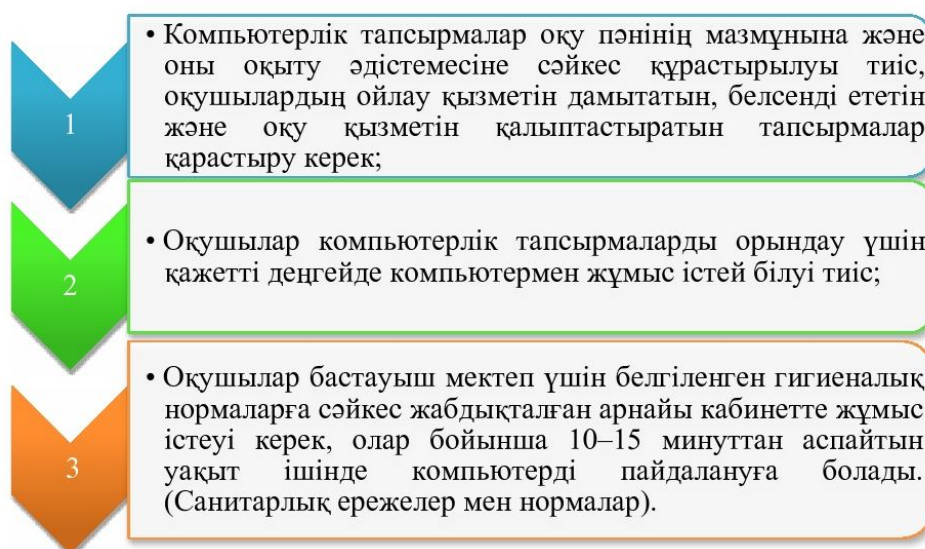 1
• Компьютерлік тапсырмалар оқу пәнінің мазмұнына және
оны оқыту әдістемесіне сәйкес құрастырылуы тиіс,
оқушылардың ойлау қызметін дамытатын, белсенді ететін
және оқу қызметін қалыптастыратын тапсырмалар
қарастыру керек;
2
• Оқушылар компьютерлік тапсырмаларды орындау үшін
қажетті деңгейде компьютермен жұмыс істей білуі тиіс;
3
• Оқушылар бастауыш мектеп үшін белгіленген гигиеналық
нормаларға сәйкес жабдықталған арнайы кабинетте жұмыс
істеуі керек, олар бойынша 10–15 минуттан аспайтын
уақыт ішінде компьютерді пайдалануға болады.
(Санитарлық ережелер мен нормалар).